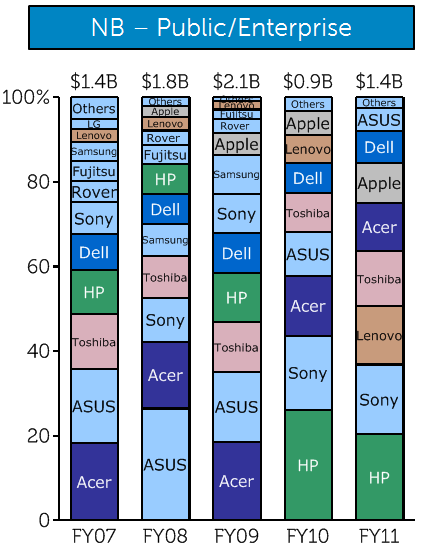 NB – Public/Enterprise
$1.4B $1.8B $2.1B $0.9B $1.4B
100%
80
60
40
20
0
Others
LG
Lenovo
Samsung
Fujitsu
Rover
Sony
Dell
HP
Toshiba
ASUS
Acer
Others
Apple
Lenovo
Rover
Fujitsu
HP
Dell
Samsung
Toshiba
Sony
Acer
ASUS
Others
Lenovo
Fujitsu
Rover
Apple
Samsung
Sony
Dell
HP
Toshiba
ASUS
Acer
Others
Apple
Lenovo
Dell
Toshiba
ASUS
Acer
Sony
HP
Others
ASUS
Dell
Apple
Acer
Toshiba
Lenovo
Sony
HP
FY07 FY08 FY09 FY10 FY11